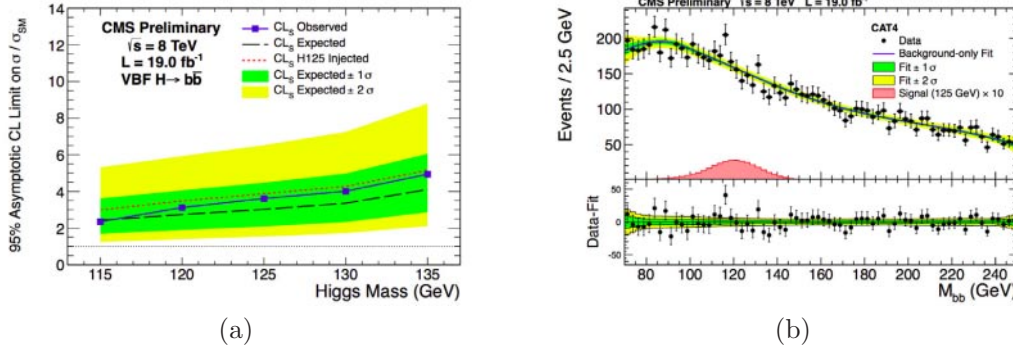 95% Asymptotic CL Limit on σ / σSM
14
12
10
8
6
4
2
0
CMS Preliminary
√s = 8 TeV
L = 19.0 fb⁻¹
VBF H→ bb̄
CLS Observed
CLS Expected
CLS H125 Injected
CLS Expected ± 1 σ
CLS Expected ± 2 σ
115 120 125 130 135
Higgs Mass (GeV)
(a)
CMS Preliminary √s = 8 TeV L = 19.0 fb⁻¹
Events / 2.5 GeV
200
150
100
50
CAT4
Data
Background-only Fit
Fit ± 1σ
Fit ± 2σ
Signal (125 GeV) × 10
Data-Fit
50
0
-50
80 100 120 140 160 180 200 220 240
Mbb (GeV)
(b)